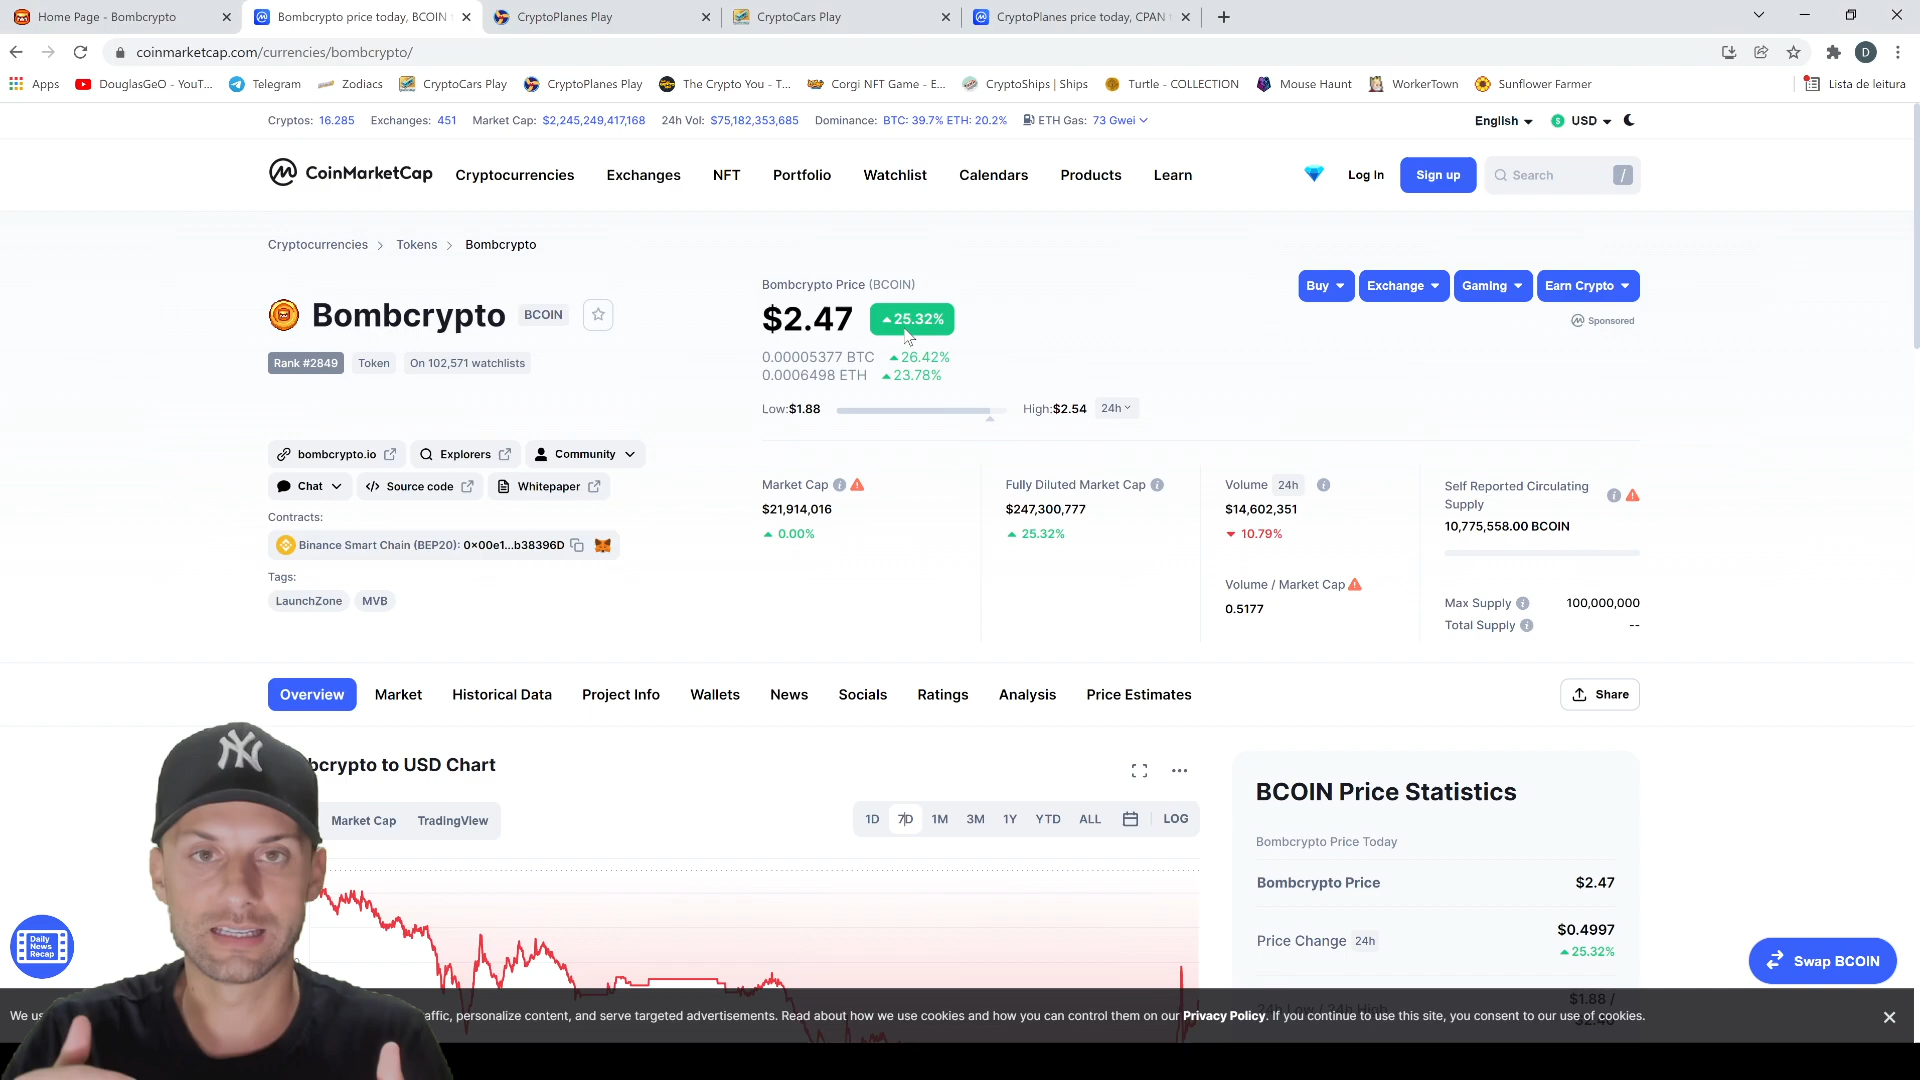 Home Page - Bombcrypto
Bombcrypto price today, BCOIN
CryptoPlanes Play
CryptoCars Play
CryptoPlanes price today, CPAN
coinmarketcap.com/currencies/bombcrypto/
D
Apps
DouglasGeO - YouT...
Telegram
Zodiacs
CryptoCars Play
CryptoPlanes Play
The Crypto You - T...
Corgi NFT Game - E...
CryptoShips | Ships
Turtle - COLLECTION
Mouse Haunt
WorkerTown
Sunflower Farmer
Lista de leitura
Cryptos: 16.285 Exchanges: 451 Market Cap: $2,245,249,417,168 24h Vol: $75,182,353,685 Dominance: BTC: 39.7% ETH: 20.2% ETH Gas: 73 Gwei
English
$ USD
CoinMarketCap
Cryptocurrencies Exchanges NFT Portfolio Watchlist Calendars Products Learn
Log In
Sign up
Search
/
Cryptocurrencies > Tokens > Bombcrypto
Bombcrypto BCOIN
Rank #2849 Token On 102,571 watchlists
bombcrypto.io Explorers Community
Chat Source code Whitepaper
Contracts:
Binance Smart Chain (BEP20): 0x00e1...b38396D
Tags:
LaunchZone MVB
Bombcrypto Price (BCOIN)
$2.47 25.32%
0.00005377 BTC 26.42%
0.0006498 ETH 23.78%
Low:$1.88 High:$2.54 24h
Buy Exchange Gaming Earn Crypto
Sponsored
Market Cap
$21,914,016
0.00%
Fully Diluted Market Cap
$247,300,777
25.32%
Volume 24h
$14,602,351
10.79%
Volume / Market Cap
0.5177
Self Reported Circulating
Supply
10,775,558.00 BCOIN
Max Supply 100,000,000
Total Supply --
Overview Market Historical Data Project Info Wallets News Socials Ratings Analysis Price Estimates
Share
bcrypto to USD Chart
Market Cap TradingView
1D 7D 1M 3M 1Y YTD ALL LOG
BCOIN Price Statistics
Bombcrypto Price Today
Bombcrypto Price $2.47
Price Change 24h $0.4997
25.32%
24h Low / 24h High $1.88 /
NY
Daily
News
Recap
Swap BCOIN
We us affic, personalize content, and serve targeted advertisements. Read about how we use cookies and how you can control them on our Privacy Policy. If you continue to use this site, you consent to our use of cookies.